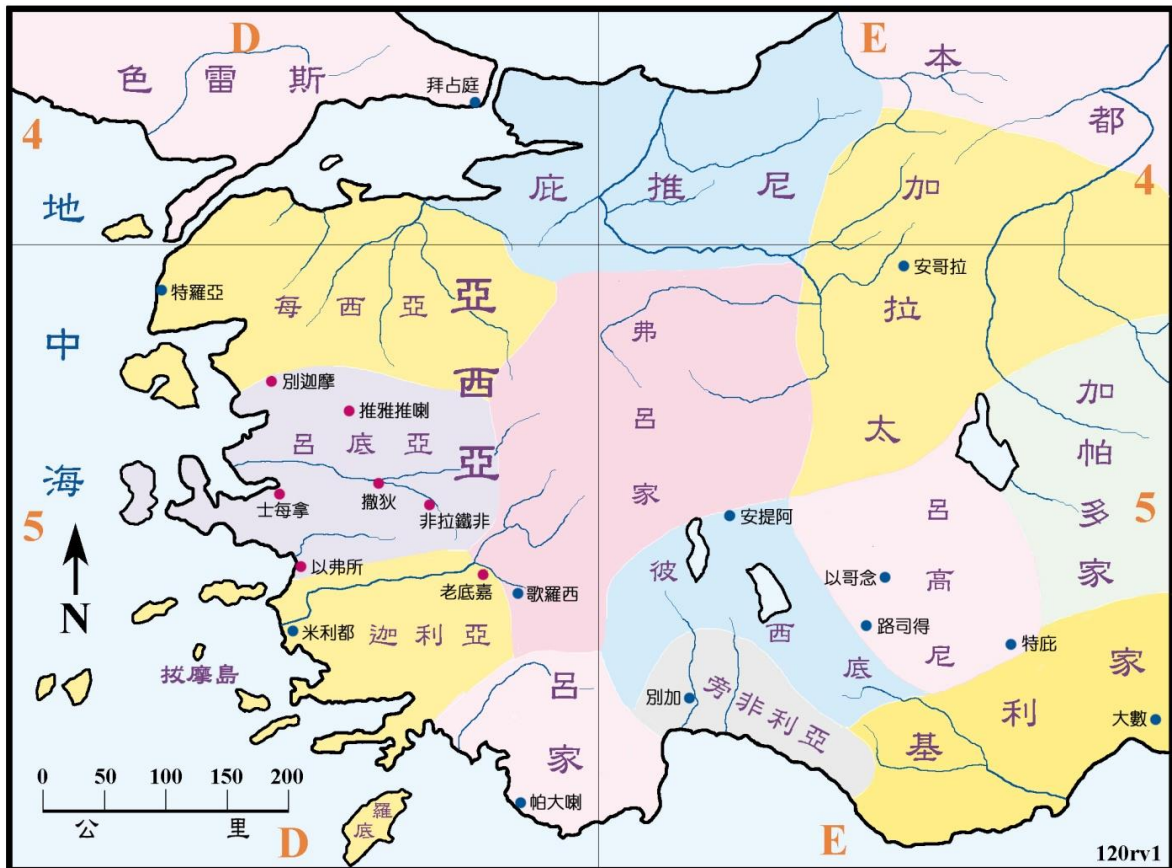 D
E
色雷斯
本都
拜占庭
4
4
庇推尼
加拉太
地中海
安哥拉
特羅亞
每西亞
亞西亞
弗呂家
別迦摩
推雅推喇
呂底亞
加帕多家
士每拿
撒狄
非拉鐵非
安提阿
5
5
N
以弗所
老底嘉
歌羅西
彼西底
呂高尼
以哥念
路司得
特庇
米利都
迦利亞
拔摩島
呂家
別加
旁非利亞
基利家
大數
0 50 100 150 200
公里
帕大喇
羅底
D
E
120rv1